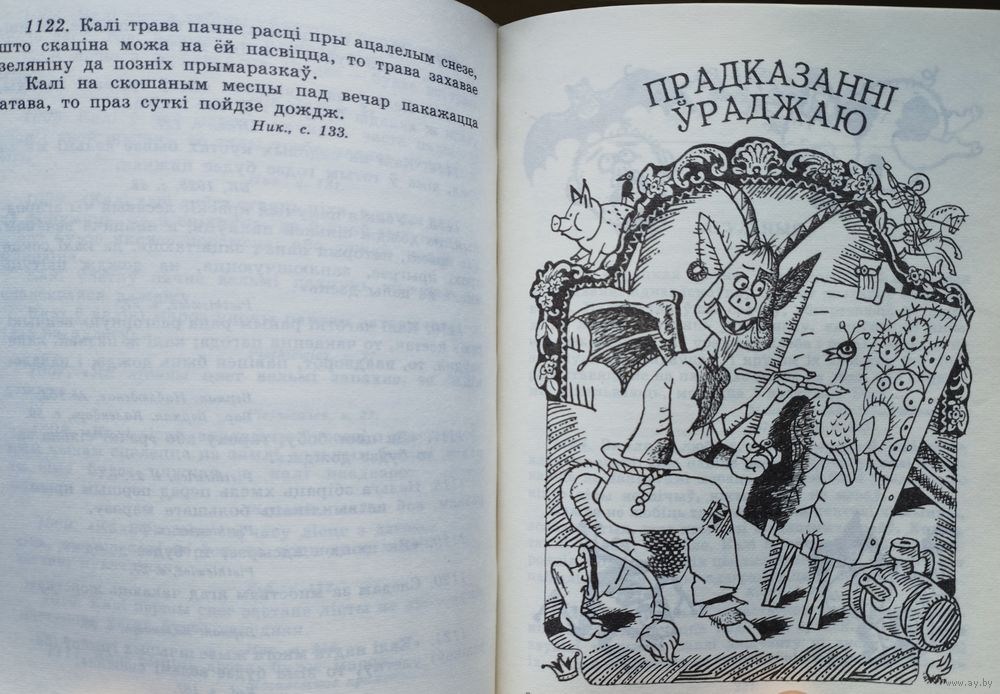 1122. Калі трава пачне расці пры ацалелым снезе,
што скаціна можа на ёй пасвіцца, то трава захавае
зеляніну да позніх прымаразкаў.
Калі на скошаным месцы пад вечар пакажацца
атава, то праз суткі пойдзе дождж.
Ник., с. 133.
ПРАДКАЗАННІ
ЎРАДЖАЮ
www.ay.by